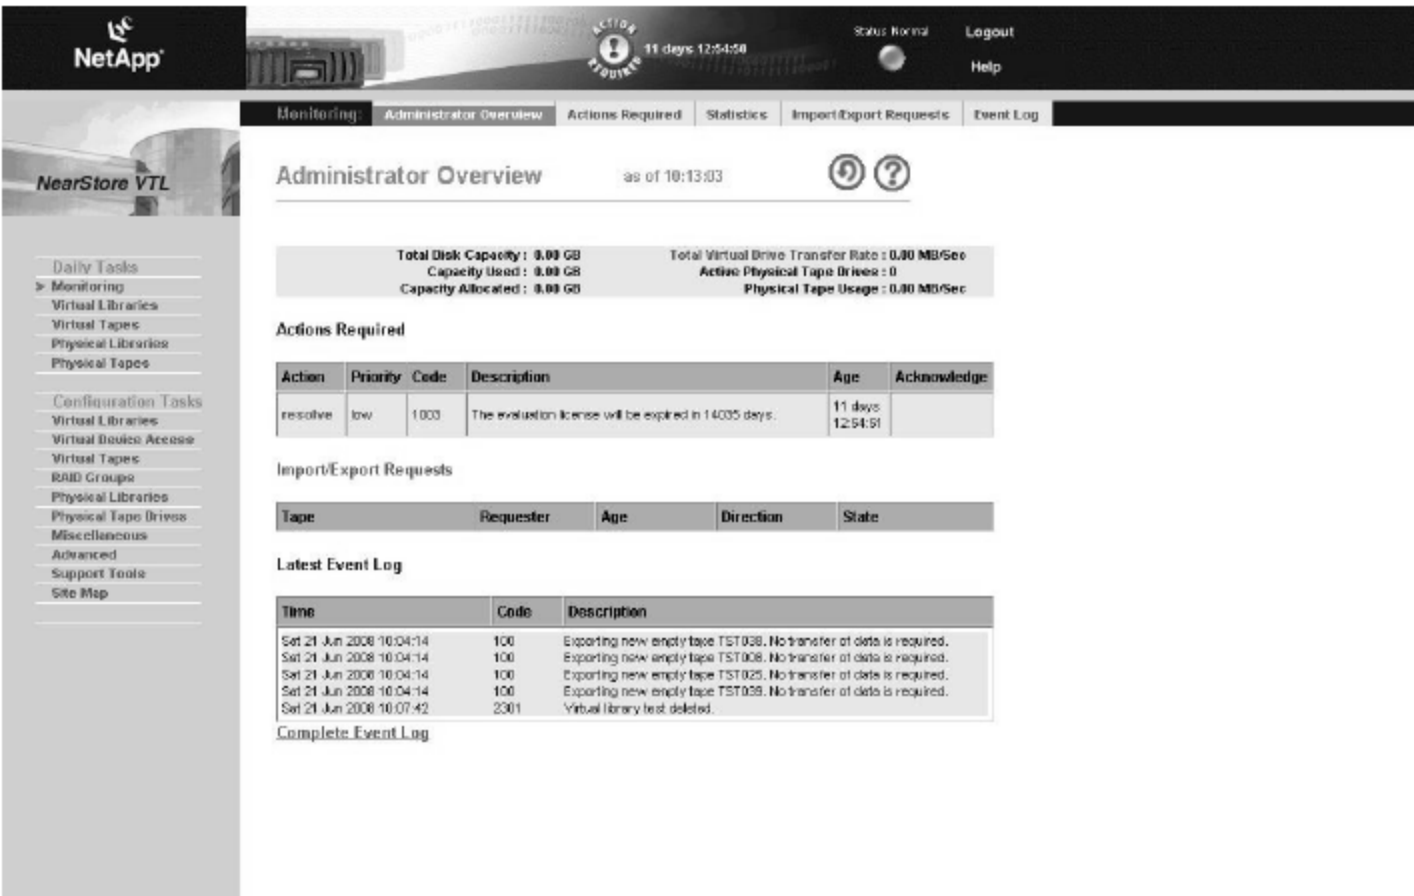 NetApp
ACTION REQUIRED
11 days 12:54:50
Status Normal
Logout
Help
NearStore VTL
Monitoring: Administrator Overview Actions Required Statistics Import/Export Requests Event Log
Administrator Overview as of 10:13:03
Daily Tasks
Monitoring
Virtual Libraries
Virtual Tapes
Physical Libraries
Physical Tapes
Configuration Tasks
Virtual Libraries
Virtual Device Access
Virtual Tapes
RAID Groups
Physical Libraries
Physical Tape Drives
Miscellaneous
Advanced
Support Tools
Site Map
Total Disk Capacity : 0.00 GB Total Virtual Drive Transfer Rate : 0.00 MB/Sec
Capacity Used : 0.00 GB Active Physical Tape Drives : 0
Capacity Allocated : 0.00 GB Physical Tape Usage : 0.00 MB/Sec
Actions Required
Action Priority Code Description Age Acknowledge
resolve low 1003 The evaluation license will be expired in 14035 days. 11 days 12:54:51
Import/Export Requests
Tape Requester Age Direction State
Latest Event Log
Time Code Description
Sat 21 Jun 2008 10:04:14 100 Exporting new empty tape TST038. No transfer of data is required.
Sat 21 Jun 2008 10:04:14 100 Exporting new empty tape TST008. No transfer of data is required.
Sat 21 Jun 2008 10:04:14 100 Exporting new empty tape TST025. No transfer of data is required.
Sat 21 Jun 2008 10:04:14 100 Exporting new empty tape TST039. No transfer of data is required.
Sat 21 Jun 2008 10:07:42 2301 Virtual library test deleted.
Complete Event Log